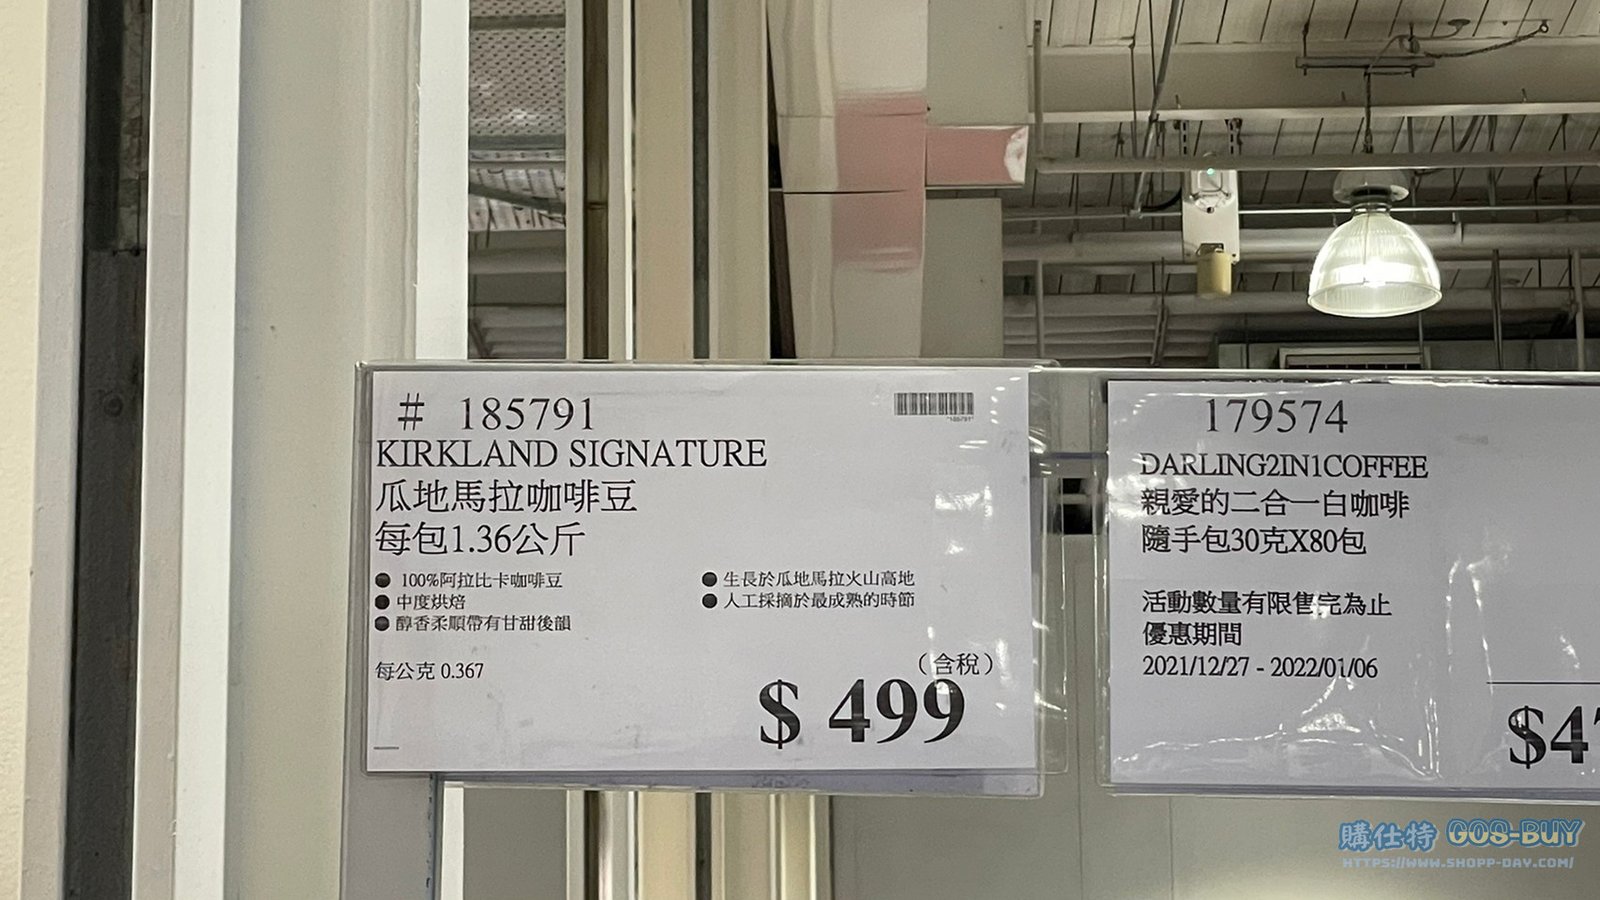 # 185791
"185791"
KIRKLAND SIGNATURE
瓜地馬拉咖啡豆
每包1.36公斤
● 100%阿拉比卡咖啡豆
● 中度烘焙
● 醇香柔順帶有甘甜後韻
● 生長於瓜地馬拉火山高地
● 人工採摘於最成熟的時節
每公克 0.367
(含稅)
$ 499
179574
DARLING2IN1COFFEE
親愛的二合一白咖啡
隨手包30克X80包
活動數量有限售完為止
優惠期間
2021/12/27 - 2022/01/06
$4
購仕特 GOS-BUY
HTTPS://WWW.SHOPP-DAY.COM/